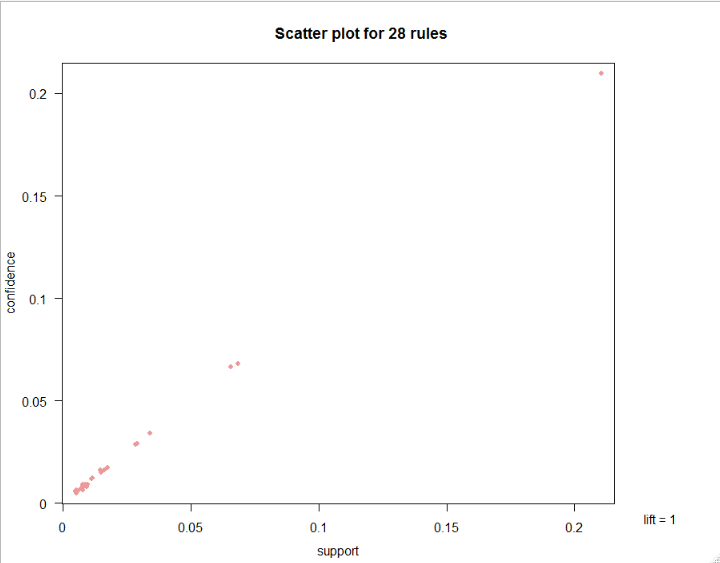 Scatter plot for 28 rules
0.2
0.15
0.1
0.05
0
confidence
0
0.05
0.1
0.15
0.2
support
lift = 1